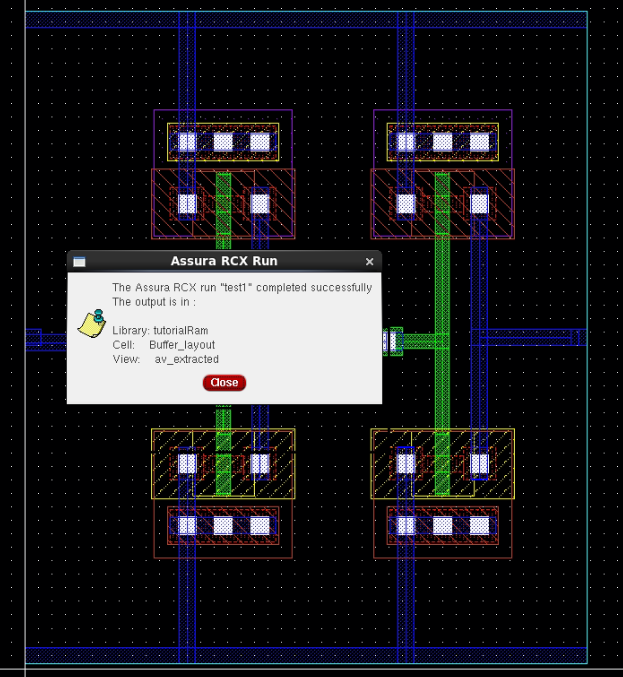 Assura RCX Run
The Assura RCX run "test1" completed successfully
The output is in :
Library: tutorialRam
Cell: Buffer_layout
View: av_extracted
Close